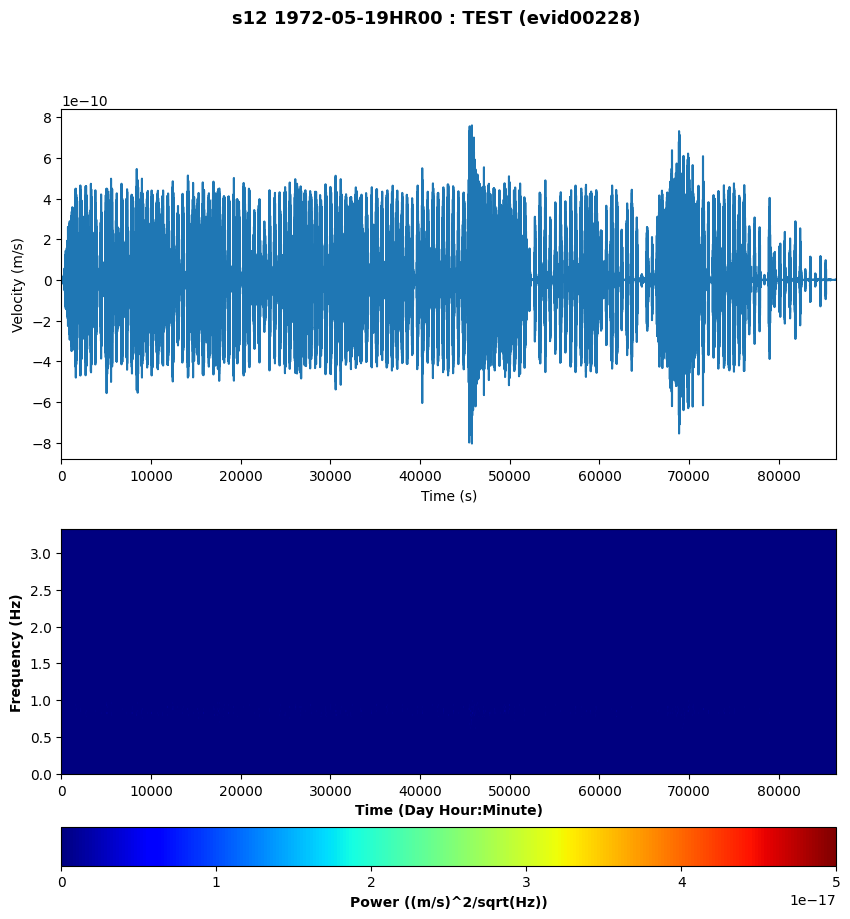 s12 1972-05-19HR00 : TEST (evid00228)
1e−10
8
6
4
2
0
−2
−4
−6
−8
Velocity (m/s)
0 10000 20000 30000 40000 50000 60000 70000 80000
Time (s)
3.0
2.5
2.0
1.5
1.0
0.5
0.0
Frequency (Hz)
0 10000 20000 30000 40000 50000 60000 70000 80000
Time (Day Hour:Minute)
0 1 2 3 4 5
1e−17
Power ((m/s)^2/sqrt(Hz))